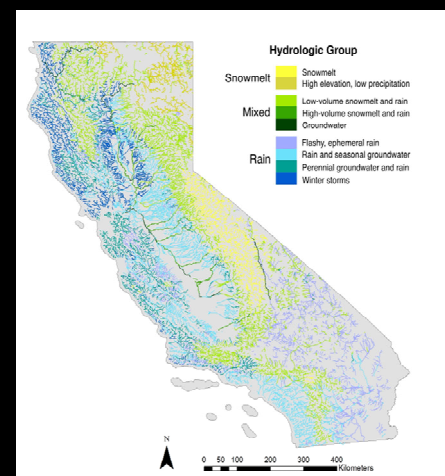 Hydrologic Group
Snowmelt
Snowmelt
High elevation, low precipitation
Mixed
Low-volume snowmelt and rain
High-volume snowmelt and rain
Groundwater
Rain
Flashy, ephemeral rain
Rain and seasonal groundwater
Perennial groundwater and rain
Winter storms
N
0 50 100 200 300 400
Kilometers